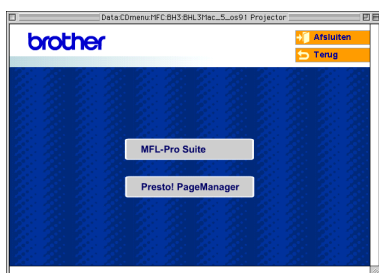 Data:CDmenu:MFC:BH3:BHL3Mac_5_os91 Projector
brother
Afsluiten
Terug
MFL-Pro Suite
Presto! PageManager